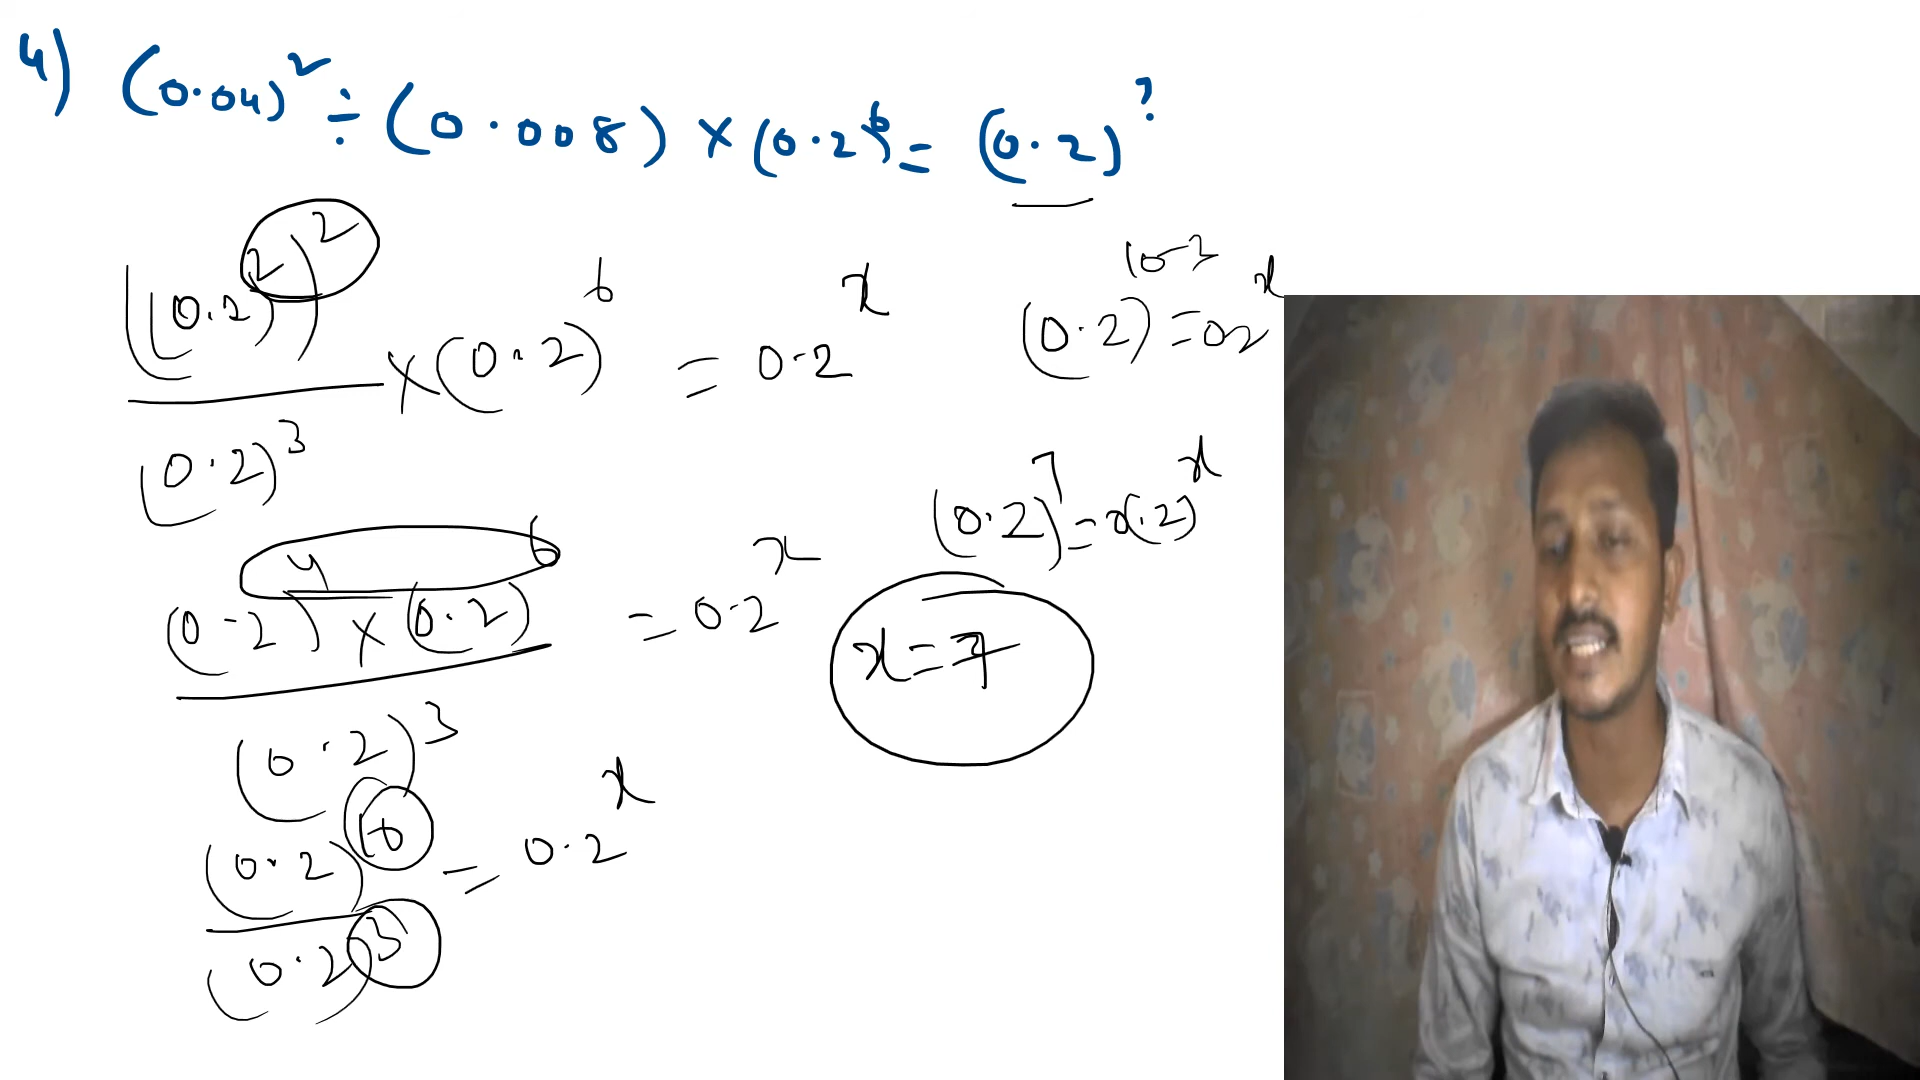 4) (0.04)² ÷ (0.008) × (0.2)⁶ = (0.2)^?
((0.2)²)² / (0.2)³ × (0.2)⁶ = 0.2^x
(0.2)⁴ × (0.2)⁶ / (0.2)³ = 0.2^x
(0.2)¹⁰ / (0.2)³ = 0.2^x
(0.2)¹⁰⁻³ = 0.2^x
(0.2)⁷ = (0.2)^x
x = 7